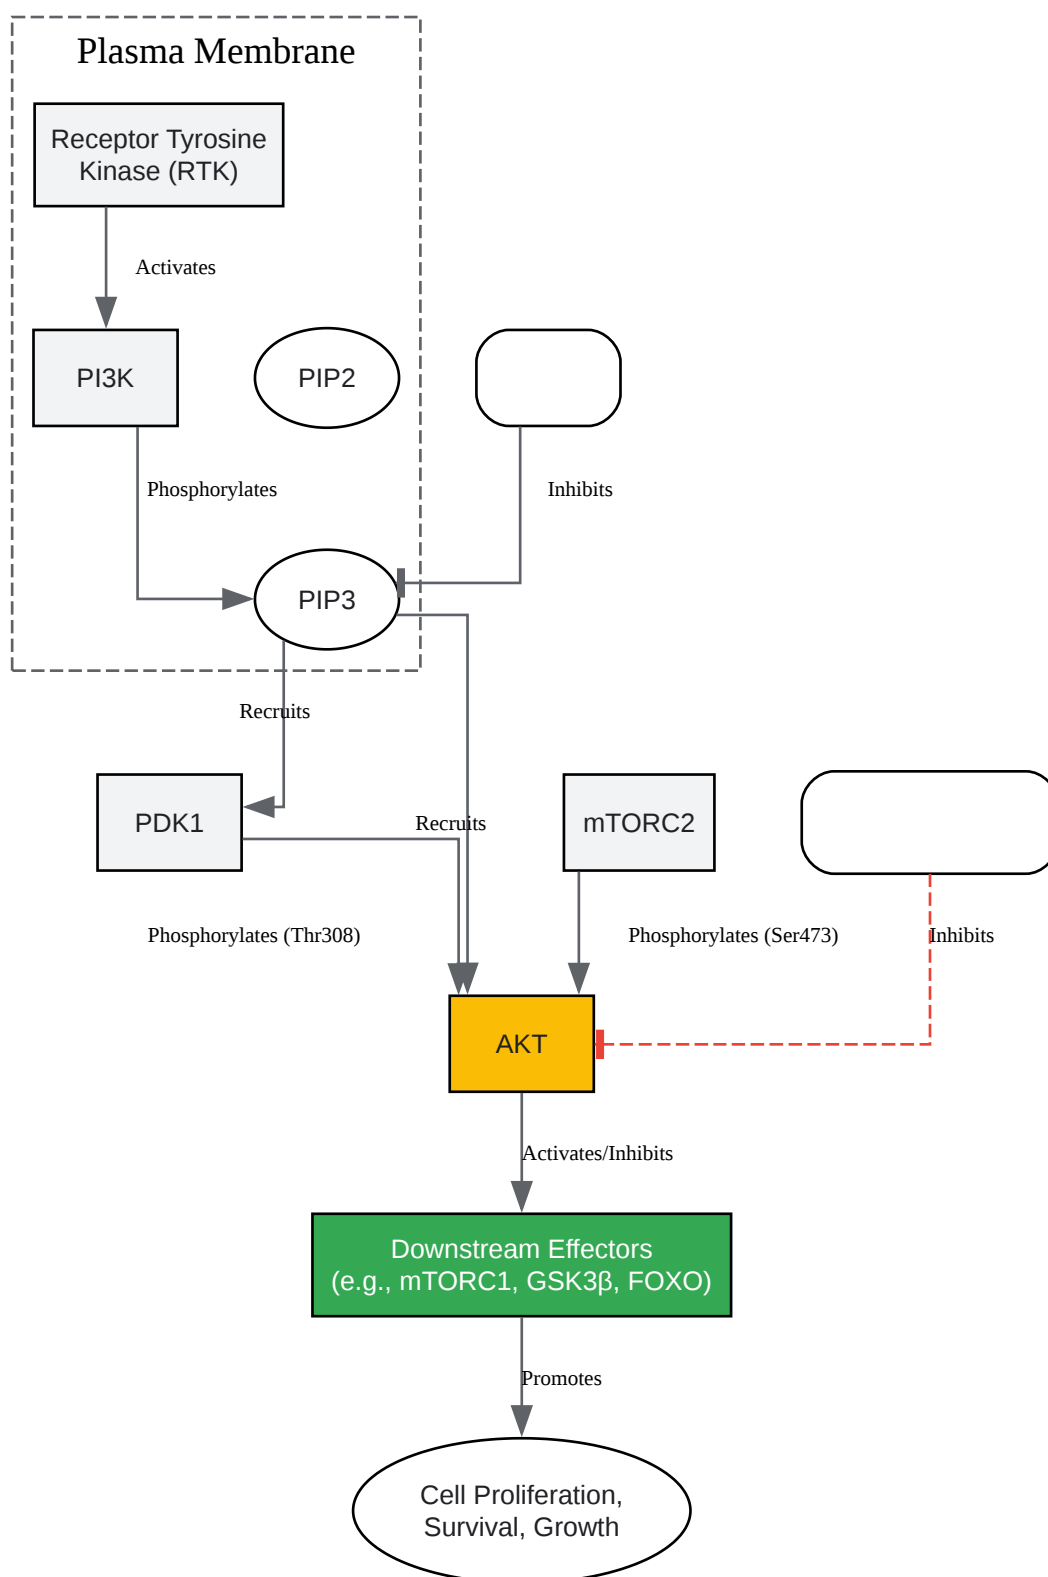 Plasma Membrane
Receptor Tyrosine
Kinase (RTK)
Activates
PI3K
PIP2
Phosphorylates
Inhibits
PIP3
Recruits
PDK1
Recruits
mTORC2
Phosphorylates (Thr308)
Phosphorylates (Ser473)
Inhibits
AKT
Activates/Inhibits
Downstream Effectors
(e.g., mTORC1, GSK3β, FOXO)
Promotes
Cell Proliferation,
Survival, Growth